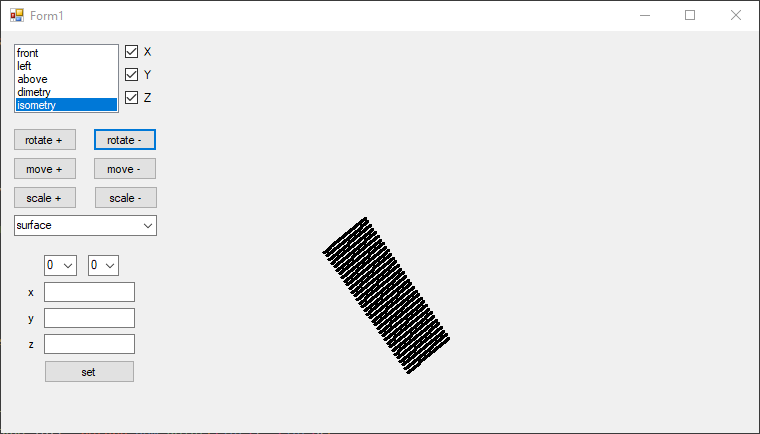 Form1
front
left
above
dimetry
isometry
X
Y
Z
rotate + rotate -
move + move -
scale + scale -
surface
0 0
x
y
z
set